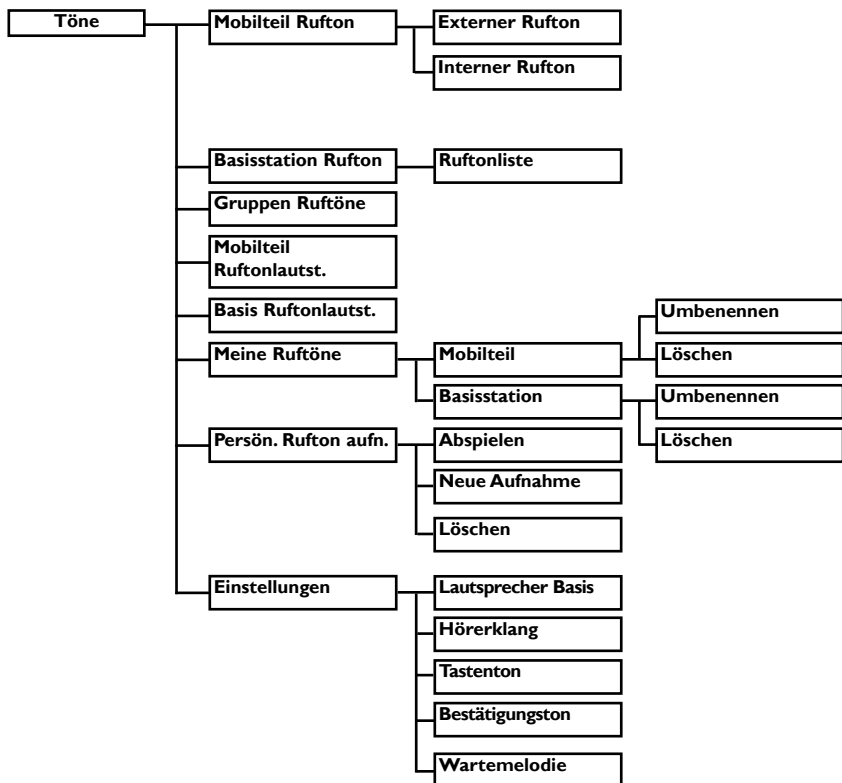 Töne
Mobilteil Rufton
Externer Rufton
Interner Rufton
Basisstation Rufton
Ruftonliste
Gruppen Ruftöne
Mobilteil
Ruftonlautst.
Basis Ruftonlautst.
Meine Ruftöne
Mobilteil
Umbenennen
Löschen
Basisstation
Umbenennen
Löschen
Persön. Rufton aufn.
Abspielen
Neue Aufnahme
Löschen
Einstellungen
Lautsprecher Basis
Hörerklang
Tastenton
Bestätigungston
Wartemelodie